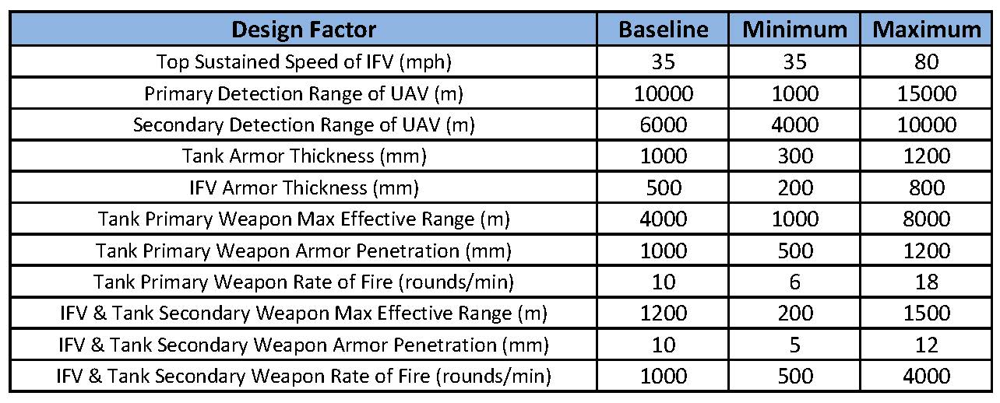 Design Factor Baseline Minimum Maximum
Top Sustained Speed of IFV (mph) 35 35 80
Primary Detection Range of UAV (m) 10000 1000 15000
Secondary Detection Range of UAV (m) 6000 4000 10000
Tank Armor Thickness (mm) 1000 300 1200
IFV Armor Thickness (mm) 500 200 800
Tank Primary Weapon Max Effective Range (m) 4000 1000 8000
Tank Primary Weapon Armor Penetration (mm) 1000 500 1200
Tank Primary Weapon Rate of Fire (rounds/min) 10 6 18
IFV & Tank Secondary Weapon Max Effective Range (m) 1200 200 1500
IFV & Tank Secondary Weapon Armor Penetration (mm) 10 5 12
IFV & Tank Secondary Weapon Rate of Fire (rounds/min) 1000 500 4000